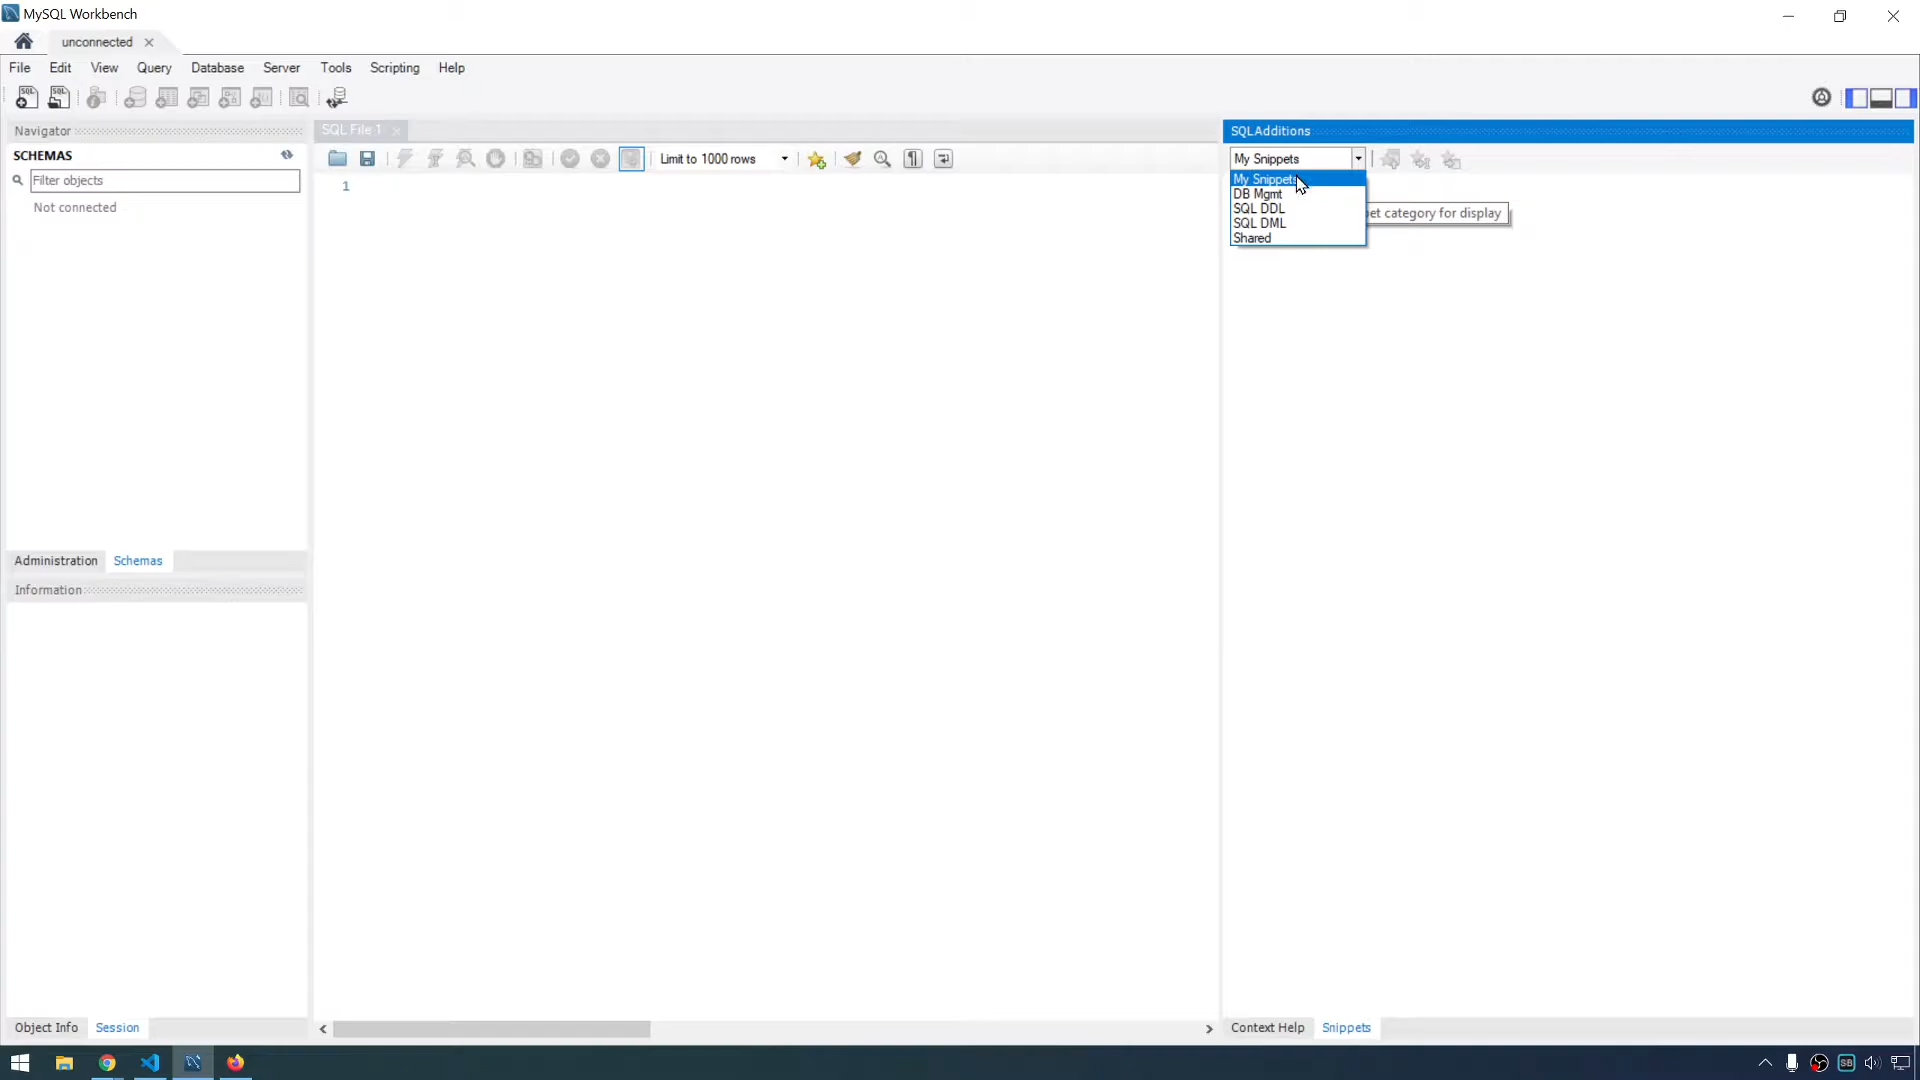 MySQL Workbench
unconnected
File Edit View Query Database Server Tools Scripting Help
Navigator
SCHEMAS
Filter objects
Not connected
Administration Schemas
Information
Object Info Session
SQL File 1
Limit to 1000 rows
1
SQLAdditions
My Snippets
My Snippets
DB Mgmt
SQL DDL
SQL DML
Shared
category for display
Context Help Snippets